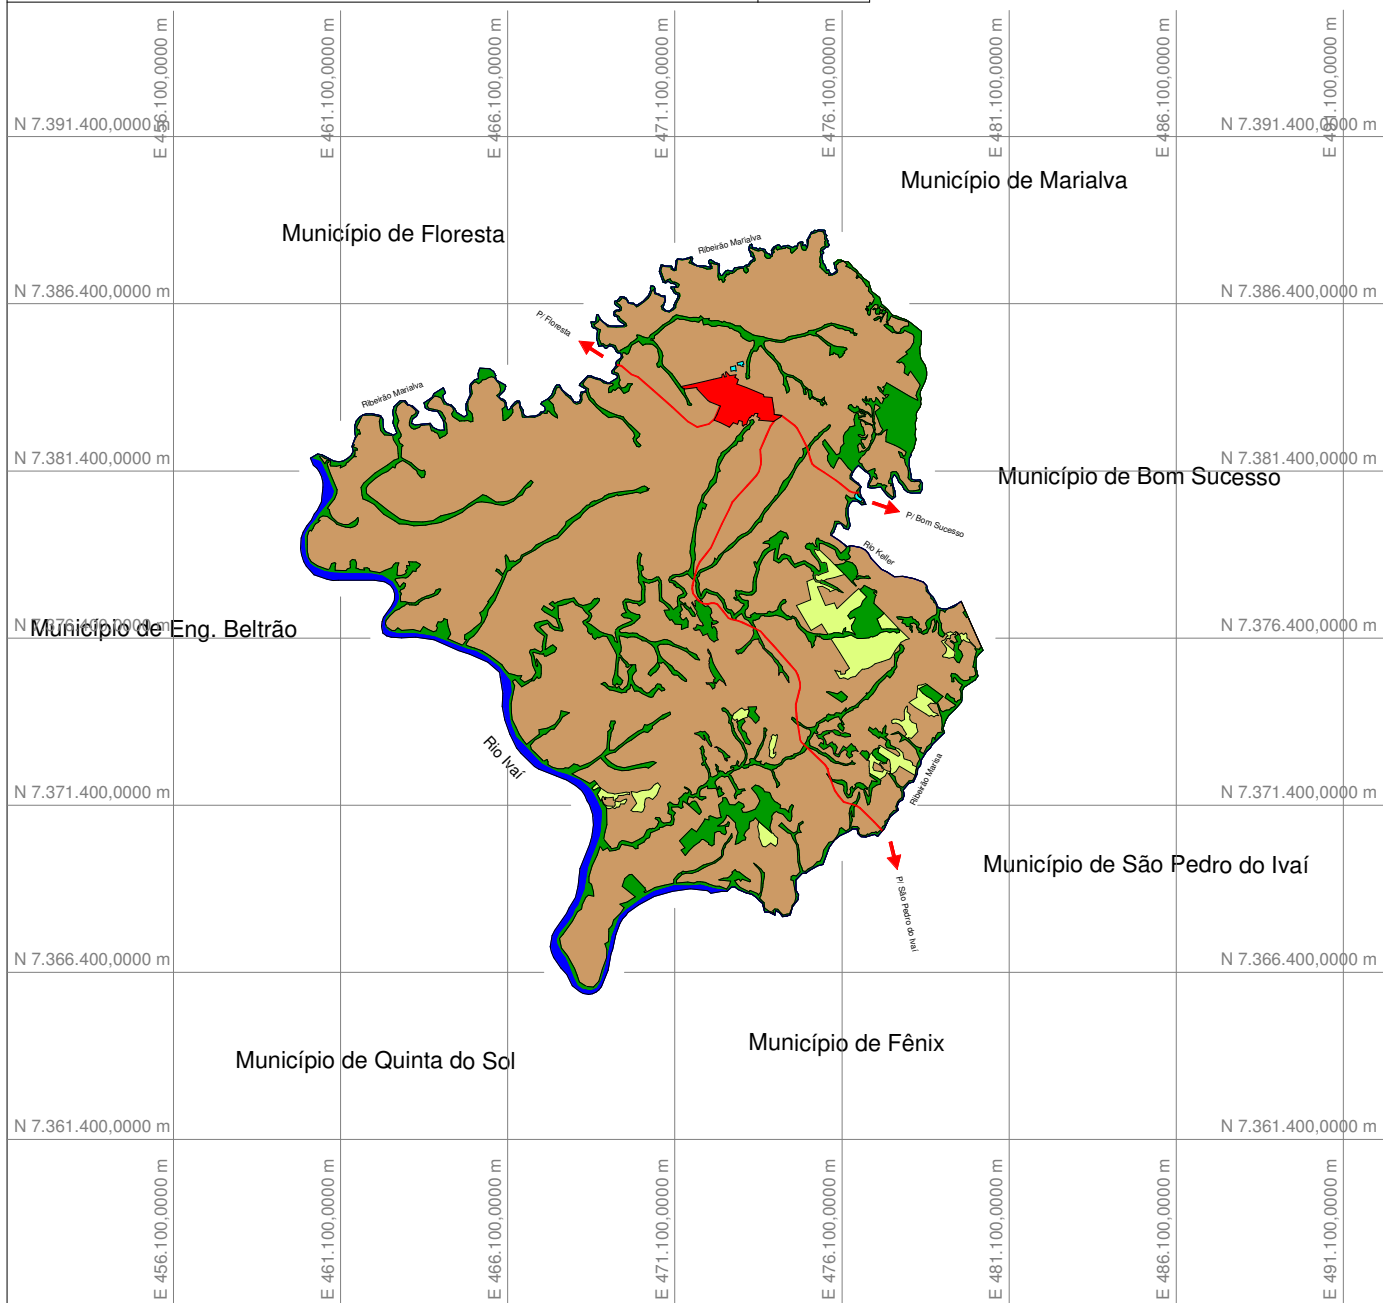 E 456.100,0000 m
E 461.100,0000 m
E 466.100,0000 m
E 471.100,0000 m
E 476.100,0000 m
E 481.100,0000 m
E 486.100,0000 m
E 491.100,0000 m
N 7.391.400,0000 m
N 7.391.400,0000 m
Município de Marialva
Município de Floresta
Ribeirão Marialva
N 7.386.400,0000 m
N 7.386.400,0000 m
P/ Floresta
Ribeirão Marialva
N 7.381.400,0000 m
N 7.381.400,0000 m
Município de Bom Sucesso
P/ Bom Sucesso
Rio Keller
N 7.376.400,0000 m
N 7.376.400,0000 m
Município de Eng. Beltrão
Rio Ivaí
Ribeirão Marisa
N 7.371.400,0000 m
N 7.371.400,0000 m
Município de São Pedro do Ivaí
P/ São Pedro do Ivaí
N 7.366.400,0000 m
N 7.366.400,0000 m
Município de Fênix
Município de Quinta do Sol
N 7.361.400,0000 m
N 7.361.400,0000 m
E 456.100,0000 m
E 461.100,0000 m
E 466.100,0000 m
E 471.100,0000 m
E 476.100,0000 m
E 481.100,0000 m
E 486.100,0000 m
E 491.100,0000 m